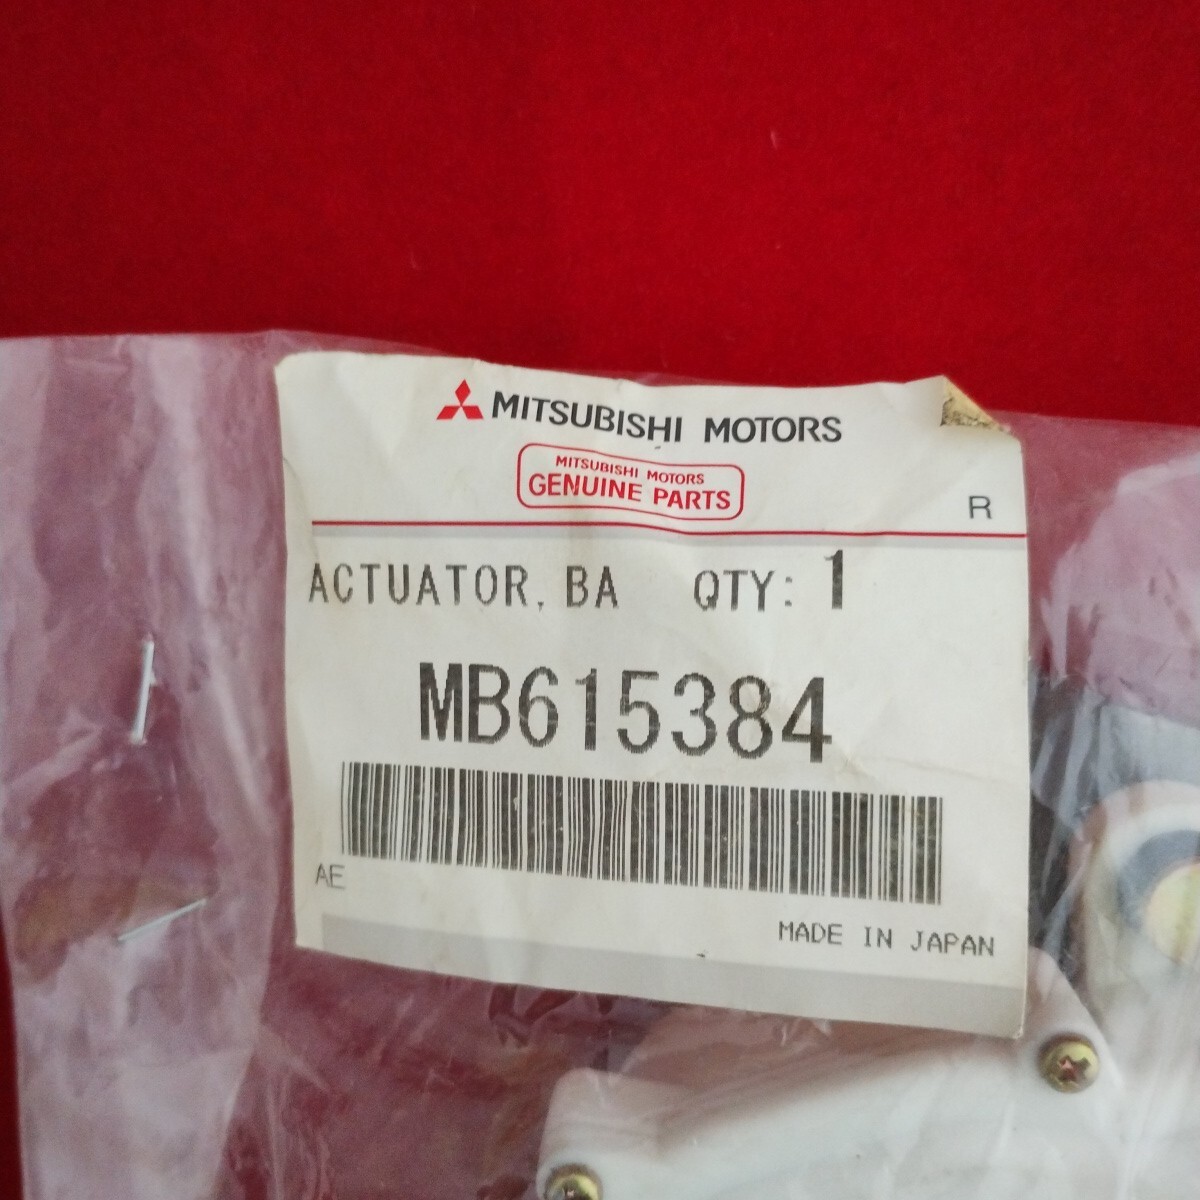 MITSUBISHI MOTORS
MITSUBISHI MOTORS
GENUINE PARTS
R
ACTUATOR, BA QTY: 1
MB615384
AE
MADE IN JAPAN